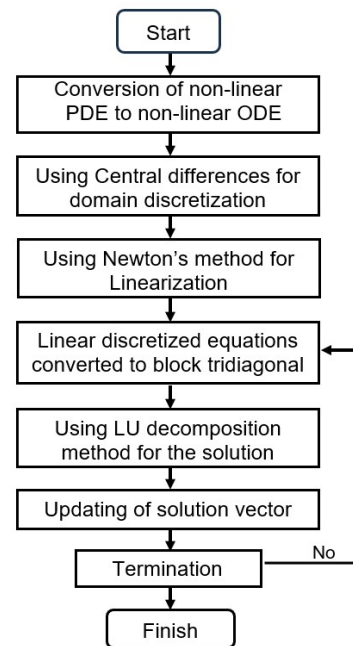 Start
Conversion of non-linear
PDE to non-linear ODE
Using Central differences for
domain discretization
Using Newton's method for
Linearization
Linear discretized equations
converted to block tridiagonal
Using LU decomposition
method for the solution
Updating of solution vector
No
Termination
Finish